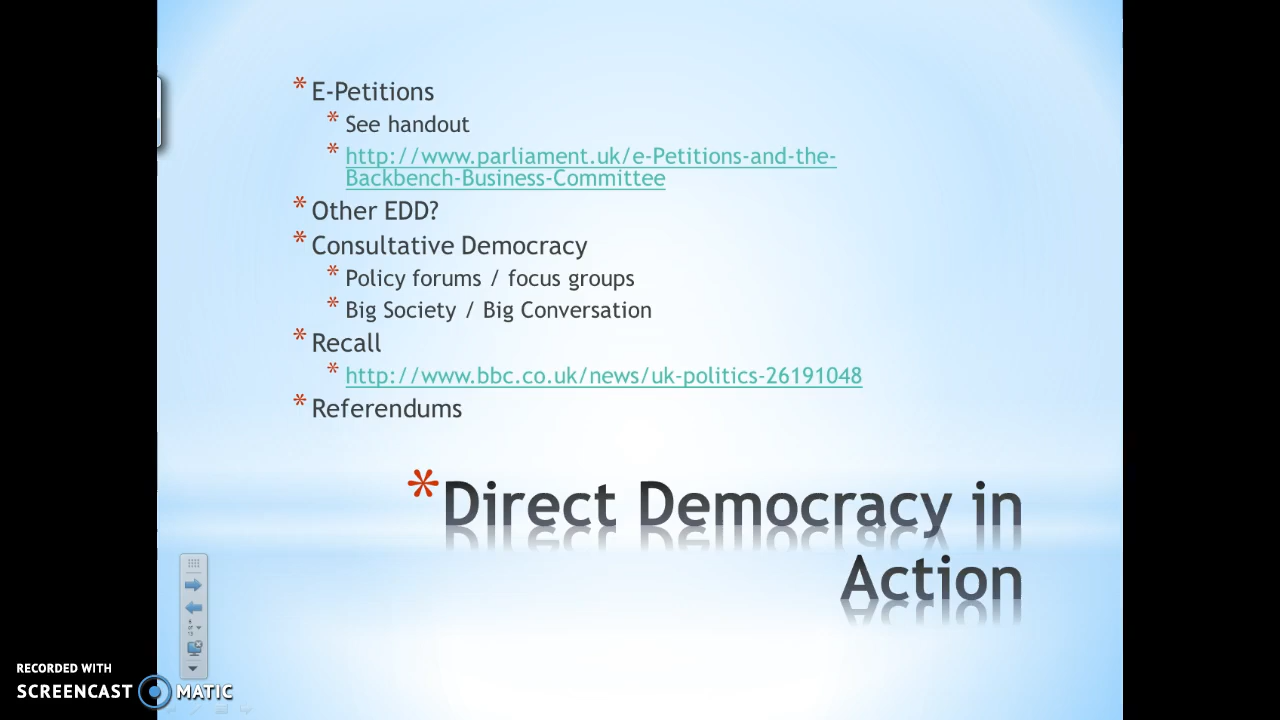 * E-Petitions
* See handout
* http://www.parliament.uk/e-Petitions-and-the-
Backbench-Business-Committee
* Other EDD?
* Consultative Democracy
* Policy forums / focus groups
* Big Society / Big Conversation
* Recall
* http://www.bbc.co.uk/news/uk-politics-26191048
* Referendums
* Direct Democracy in
Action
RECORDED WITH
SCREENCAST MATIC